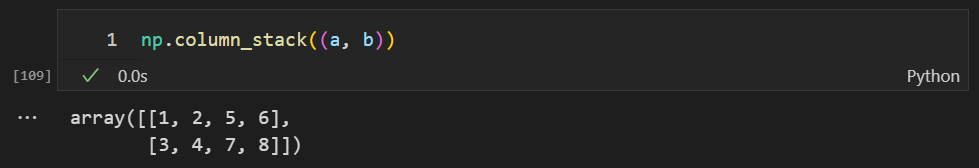 1 np.column_stack((a, b))
[109] ✓ 0.0s Python
... array([[1, 2, 5, 6],
[3, 4, 7, 8]])